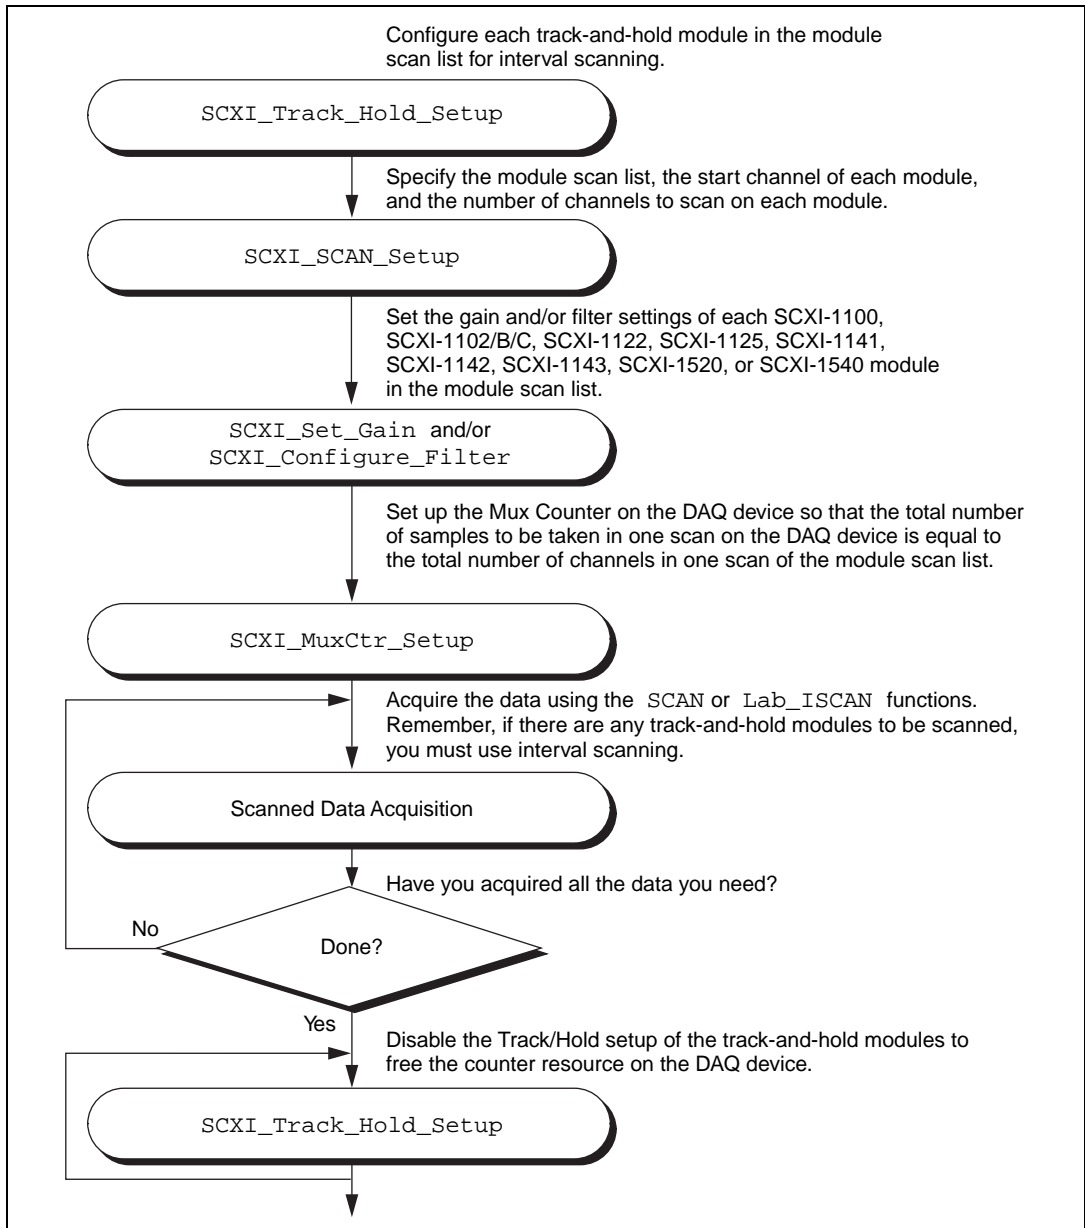 Configure each track-and-hold module in the module
scan list for interval scanning.
SCXI_Track_Hold_Setup
Specify the module scan list, the start channel of each module,
and the number of channels to scan on each module.
SCXI_SCAN_Setup
Set the gain and/or filter settings of each SCXI-1100,
SCXI-1102/B/C, SCXI-1122, SCXI-1125, SCXI-1141,
SCXI-1142, SCXI-1143, SCXI-1520, or SCXI-1540 module
in the module scan list.
SCXI_Set_Gain and/or
SCXI_Configure_Filter
Set up the Mux Counter on the DAQ device so that the total number
of samples to be taken in one scan on the DAQ device is equal to
the total number of channels in one scan of the module scan list.
SCXI_MuxCtr_Setup
Acquire the data using the SCAN or Lab_ISCAN functions.
Remember, if there are any track-and-hold modules to be scanned,
you must use interval scanning.
Scanned Data Acquisition
Have you acquired all the data you need?
No
Done?
Yes
Disable the Track/Hold setup of the track-and-hold modules to
free the counter resource on the DAQ device.
SCXI_Track_Hold_Setup